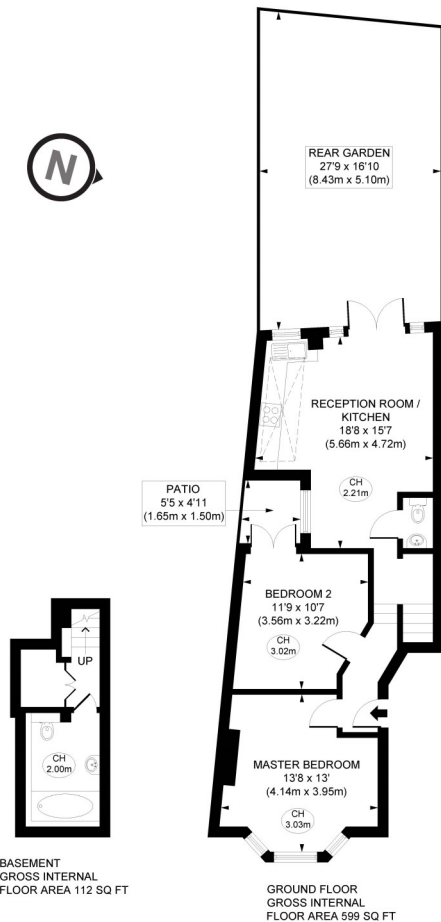 N
REAR GARDEN
27'9 x 16'10
(8.43m x 5.10m)
RECEPTION ROOM /
KITCHEN
18'8 x 15'7
(5.66m x 4.72m)
CH
2.21m
PATIO
5'5 x 4'11
(1.65m x 1.50m)
BEDROOM 2
11'9 x 10'7
(3.56m x 3.22m)
CH
3.02m
UP
CH
2.00m
MASTER BEDROOM
13'8 x 13'
(4.14m x 3.95m)
CH
3.03m
BASEMENT
GROSS INTERNAL
FLOOR AREA 112 SQ FT
GROUND FLOOR
GROSS INTERNAL
FLOOR AREA 599 SQ FT